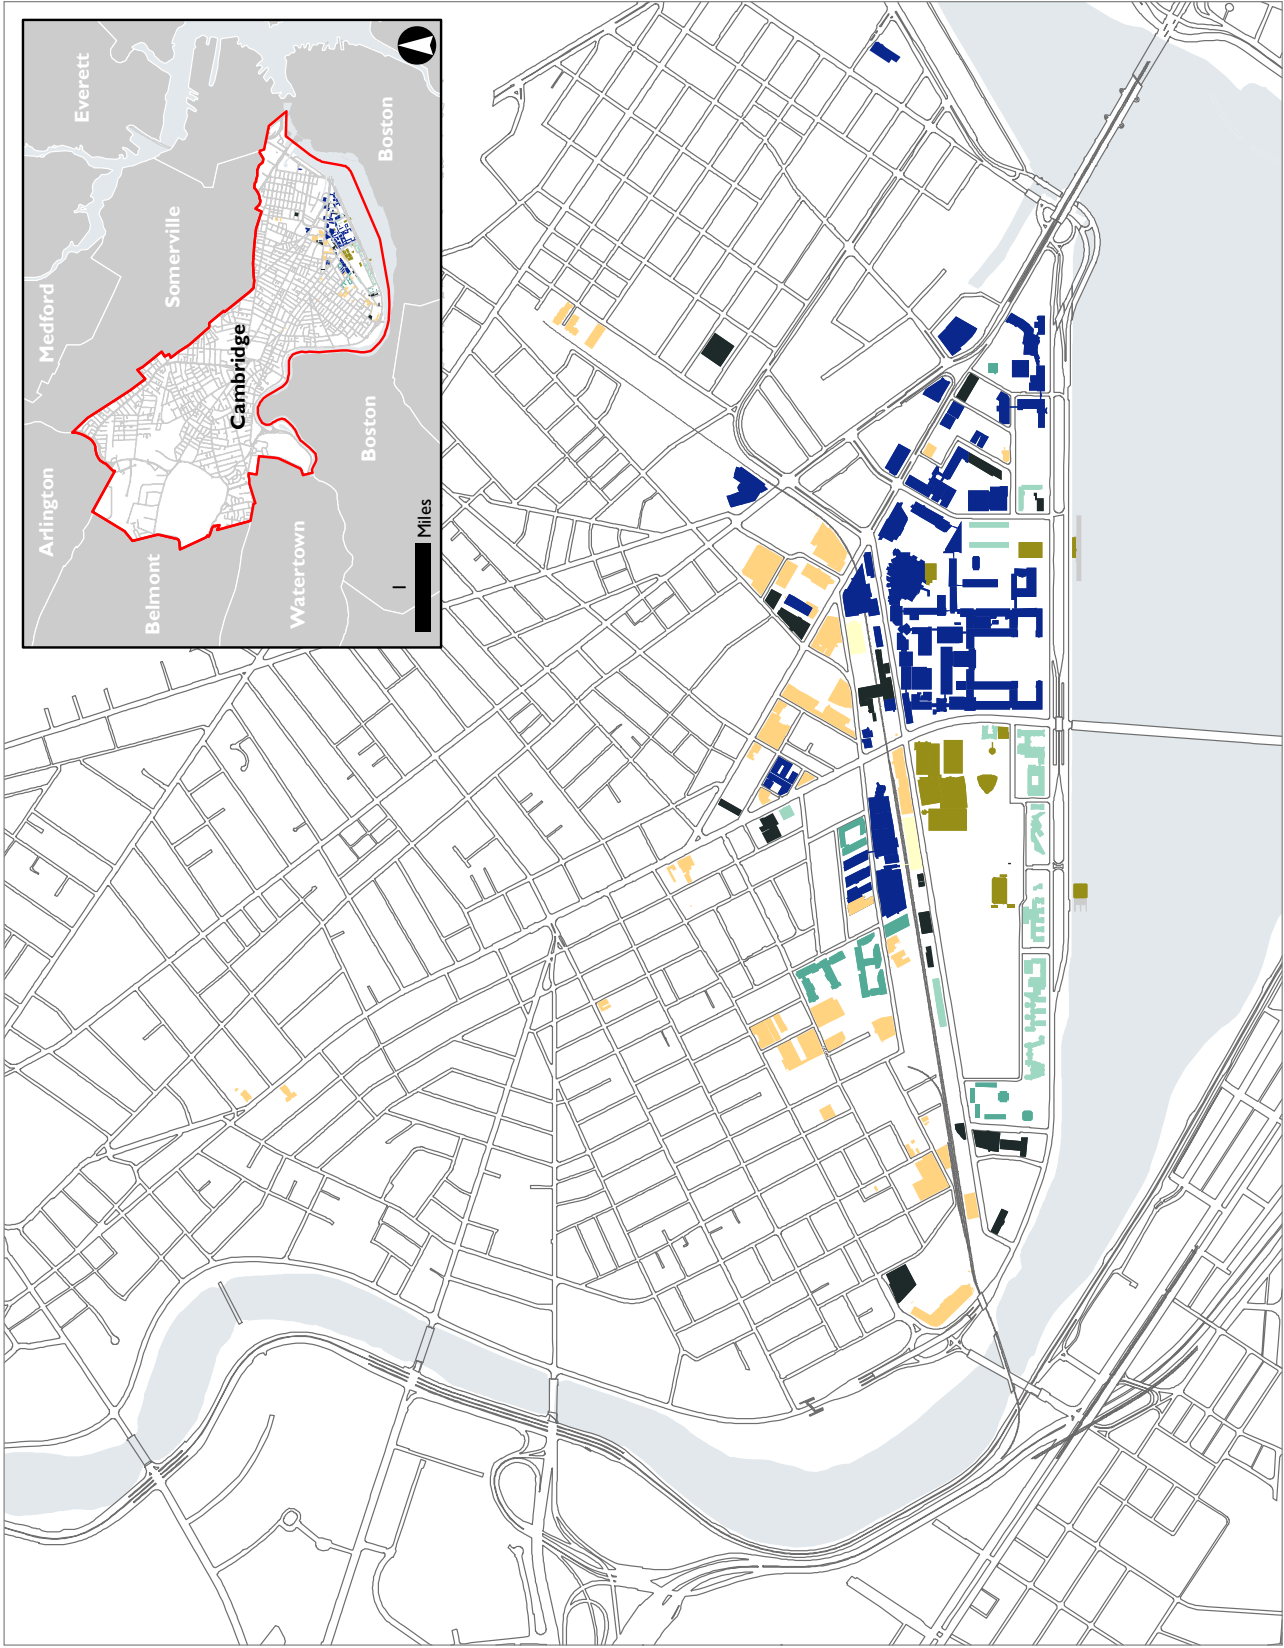 Everett
Medford
Somerville
Boston
Arlington
Cambridge
Belmont
Boston
Watertown
1
Miles